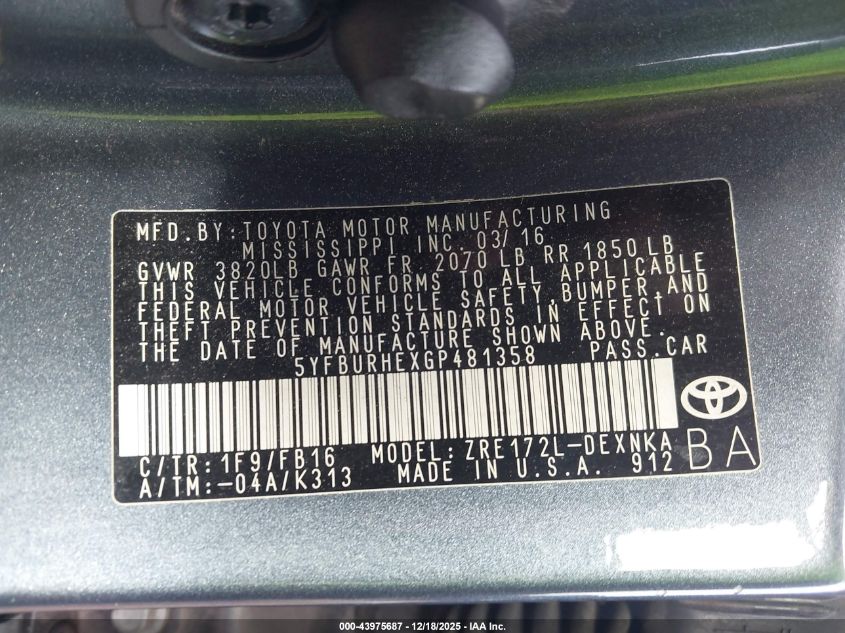 MFD.BY:TOYOTA MOTOR MANUFACTURING
MISSISSIPPI INC. 03/16
GVWR 3820LB GAWR FR 2070 LB RR 1850 LB
THIS VEHICLE CONFORMS TO ALL APPLICABLE
FEDERAL MOTOR VEHICLE SAFETY,BUMPER,AND
THEFT PREVENTION STANDARDS IN EFFECT ON
THE DATE OF MANUFACTURE SHOWN ABOVE.
5YFBURHEXGP481358 PASS.CAR
C/TR:1F9/FB16 MODEL:ZRE172L-DEXNKA
A/TM:-04A/K313 MADE IN U.S.A. 912
BA
000-43975687 - 12/18/2025 - IAA Inc.